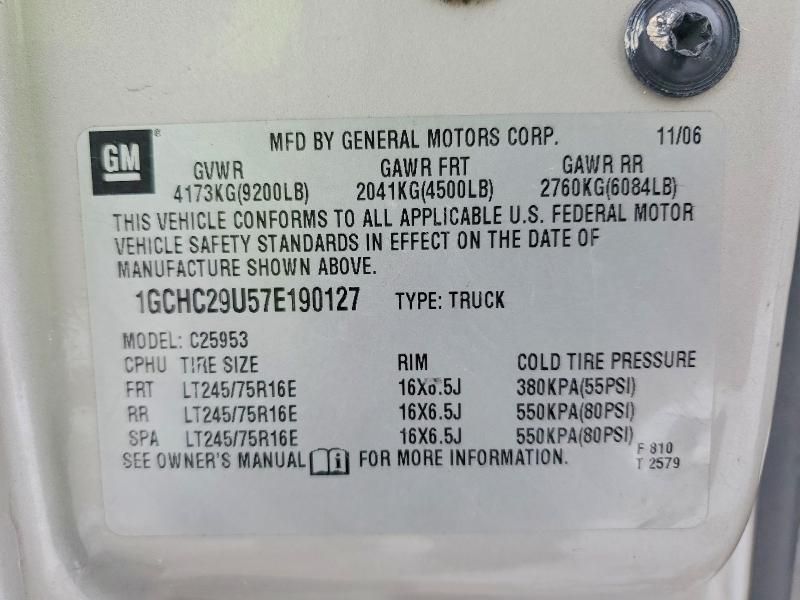 GM
MFD BY GENERAL MOTORS CORP. 11/06
GVWR GAWR FRT GAWR RR
4173KG(9200LB) 2041KG(4500LB) 2760KG(6084LB)
THIS VEHICLE CONFORMS TO ALL APPLICABLE U.S. FEDERAL MOTOR
VEHICLE SAFETY STANDARDS IN EFFECT ON THE DATE OF
MANUFACTURE SHOWN ABOVE.
1GCHC29U57E190127 TYPE: TRUCK
MODEL: C25953
CPHU TIRE SIZE RIM COLD TIRE PRESSURE
FRT LT245/75R16E 16X6.5J 380KPA(55PSI)
RR LT245/75R16E 16X6.5J 550KPA(80PSI)
SPA LT245/75R16E 16X6.5J 550KPA(80PSI)
SEE OWNER'S MANUAL i FOR MORE INFORMATION.
F 810
T 2579